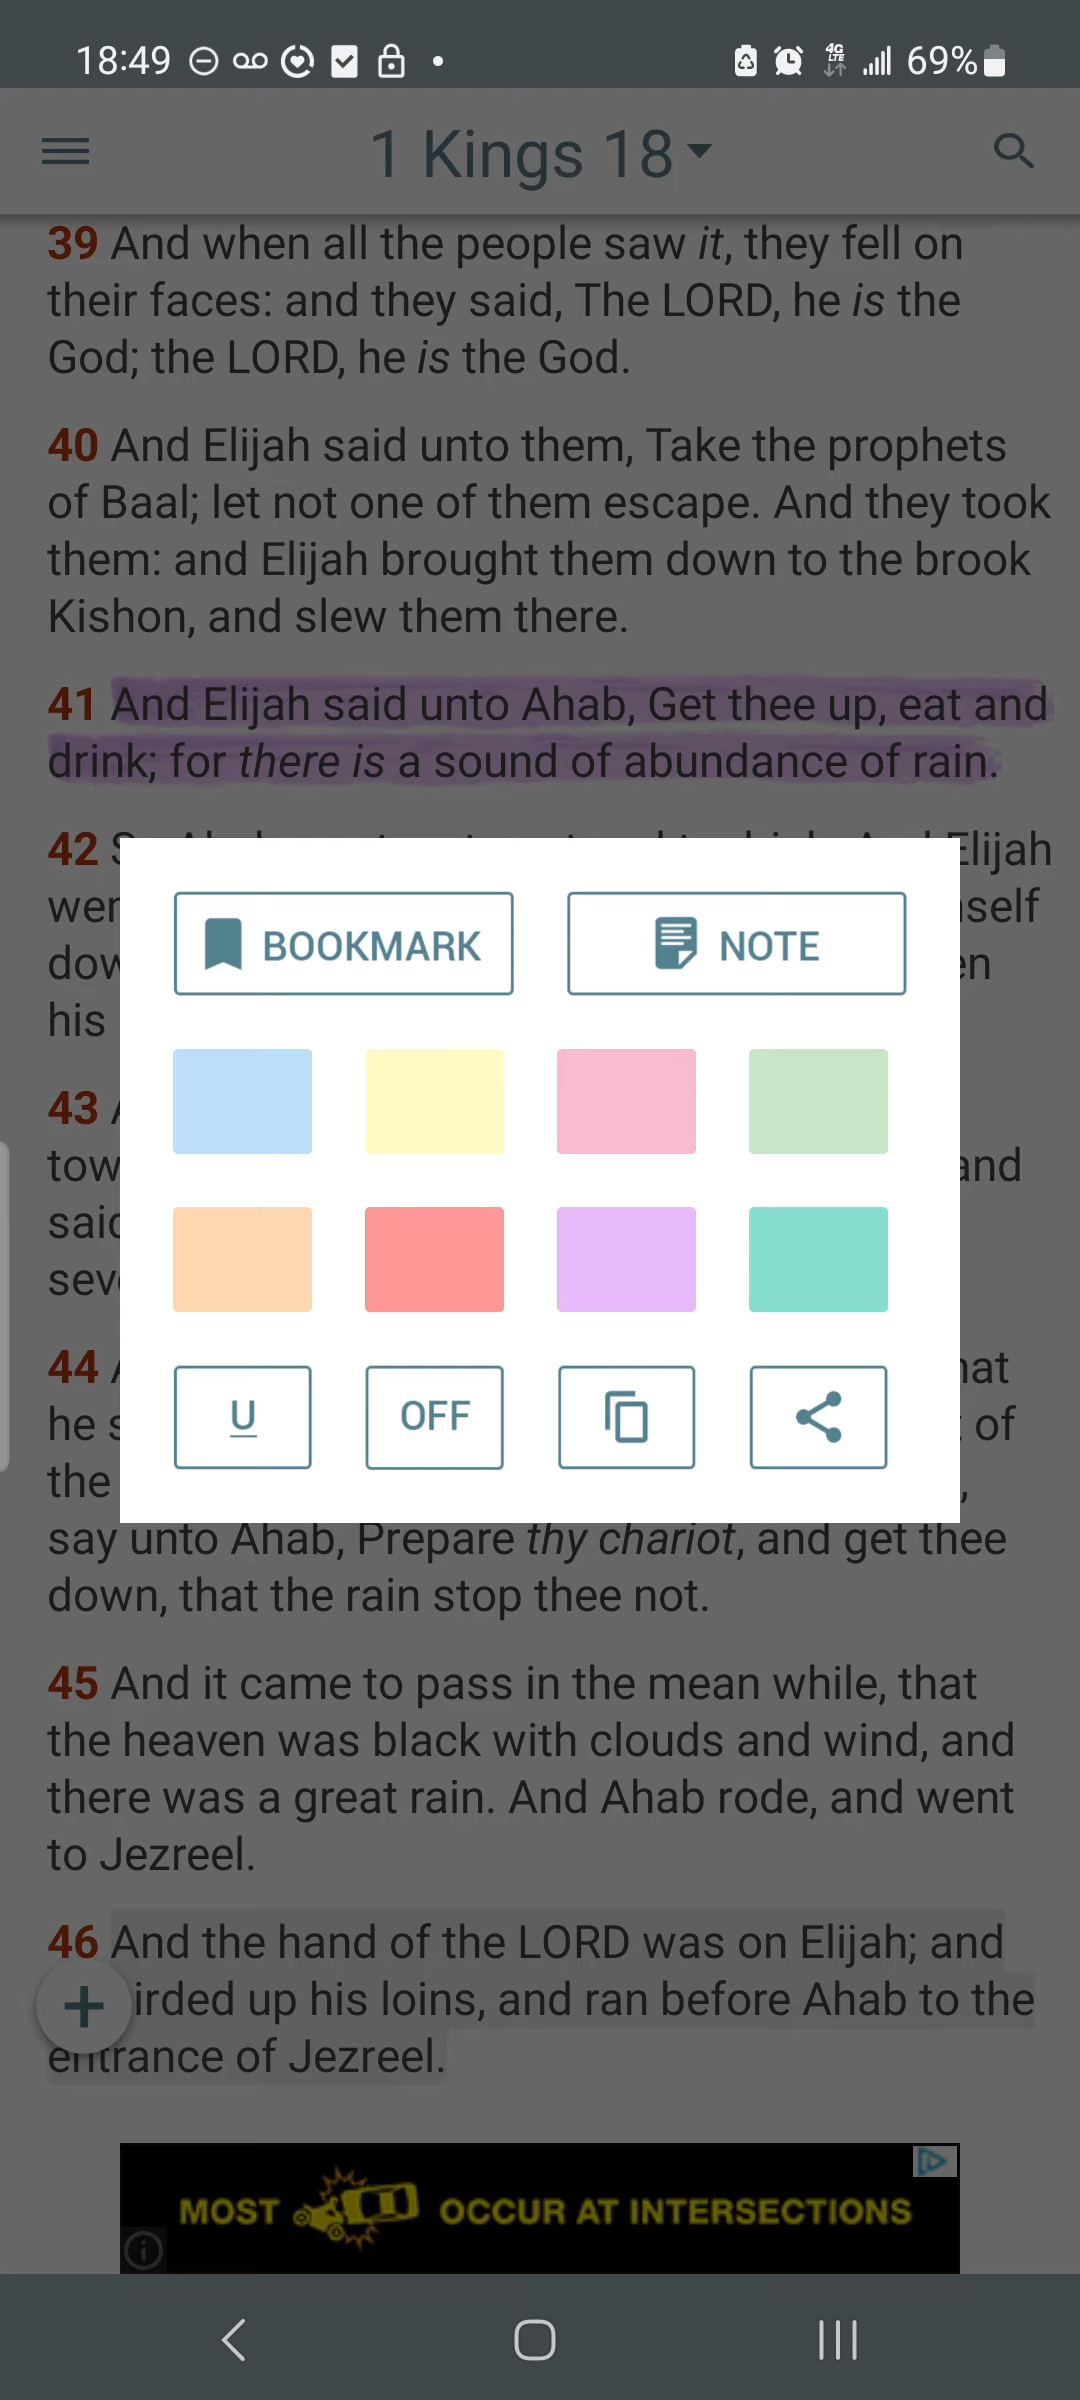 18:49
4G LTE 69%
1 Kings 18
39 And when all the people saw it, they fell on
their faces: and they said, The LORD, he is the
God; the LORD, he is the God.
40 And Elijah said unto them, Take the prophets
of Baal; let not one of them escape. And they took
them: and Elijah brought them down to the brook
Kishon, and slew them there.
41 And Elijah said unto Ahab, Get thee up, eat and
drink; for there is a sound of abundance of rain.
42
his
BOOKMARK NOTE
43
44
he
the
U OFF
of
say unto Ahab, Prepare thy chariot, and get thee
down, that the rain stop thee not.
45 And it came to pass in the mean while, that
the heaven was black with clouds and wind, and
there was a great rain. And Ahab rode, and went
to Jezreel.
46 And the hand of the LORD was on Elijah; and
up his loins, and ran before Ahab to the
entrance of Jezreel.
MOST OCCUR AT INTERSECTIONS